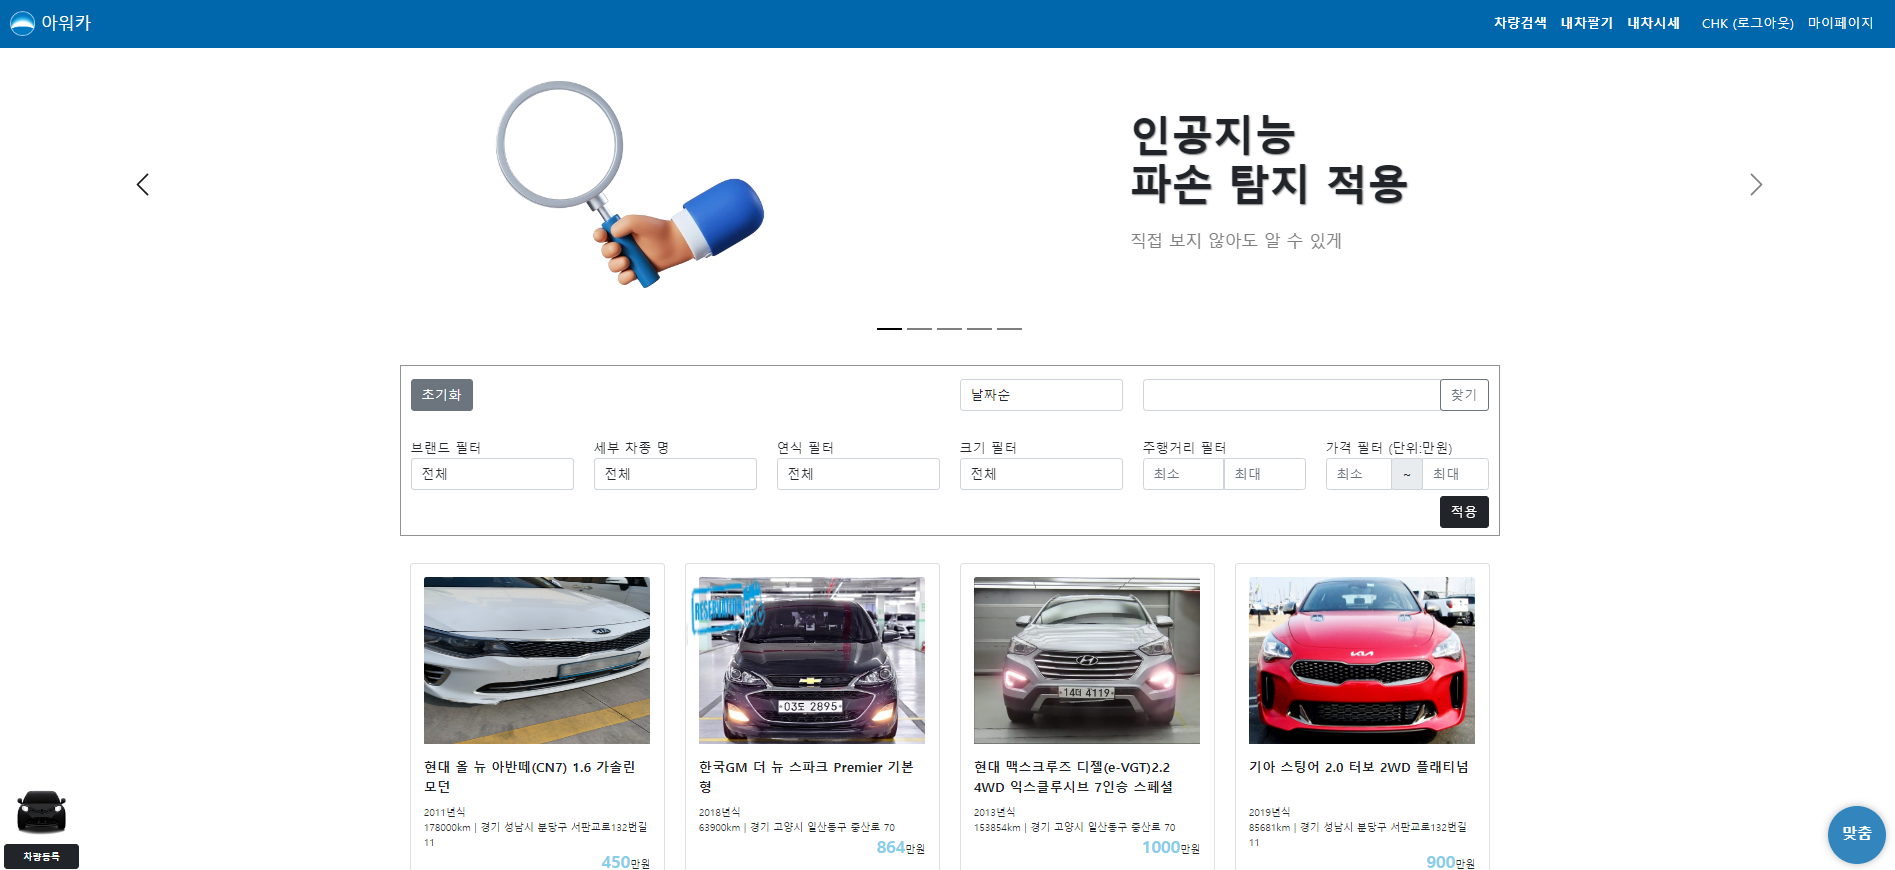 아워카
차량검색 내차팔기 내차시세 CHK (로그아웃) 마이페이지
인공지능
파손 탐지 적용
직접 보지 않아도 알 수 있게
초기화
날짜순
찾기
브랜드 필터
세부 차종 명
연식 필터
크기 필터
주행거리 필터
가격 필터 (단위:만원)
전체
전체
전체
전체
최소 최대
최소 ~ 최대
적용
RESERVATION
03도 2895
14더 4119
현대 올 뉴 아반떼(CN7) 1.6 가솔린
모던
2011년식
178000km | 경기 성남시 분당구 서판교로132번길
11
450만원
한국GM 더 뉴 스파크 Premier 기본
형
2018년식
63900km | 경기 고양시 일산동구 중산로 70
864만원
현대 맥스크루즈 디젤(e-VGT)2.2
4WD 익스클루시브 7인승 스페셜
2013년식
153854km | 경기 고양시 일산동구 중산로 70
1000만원
기아 스팅어 2.0 터보 2WD 플래티넘
2019년식
85681km | 경기 성남시 분당구 서판교로132번길
11
900만원
차량등록
맞춤